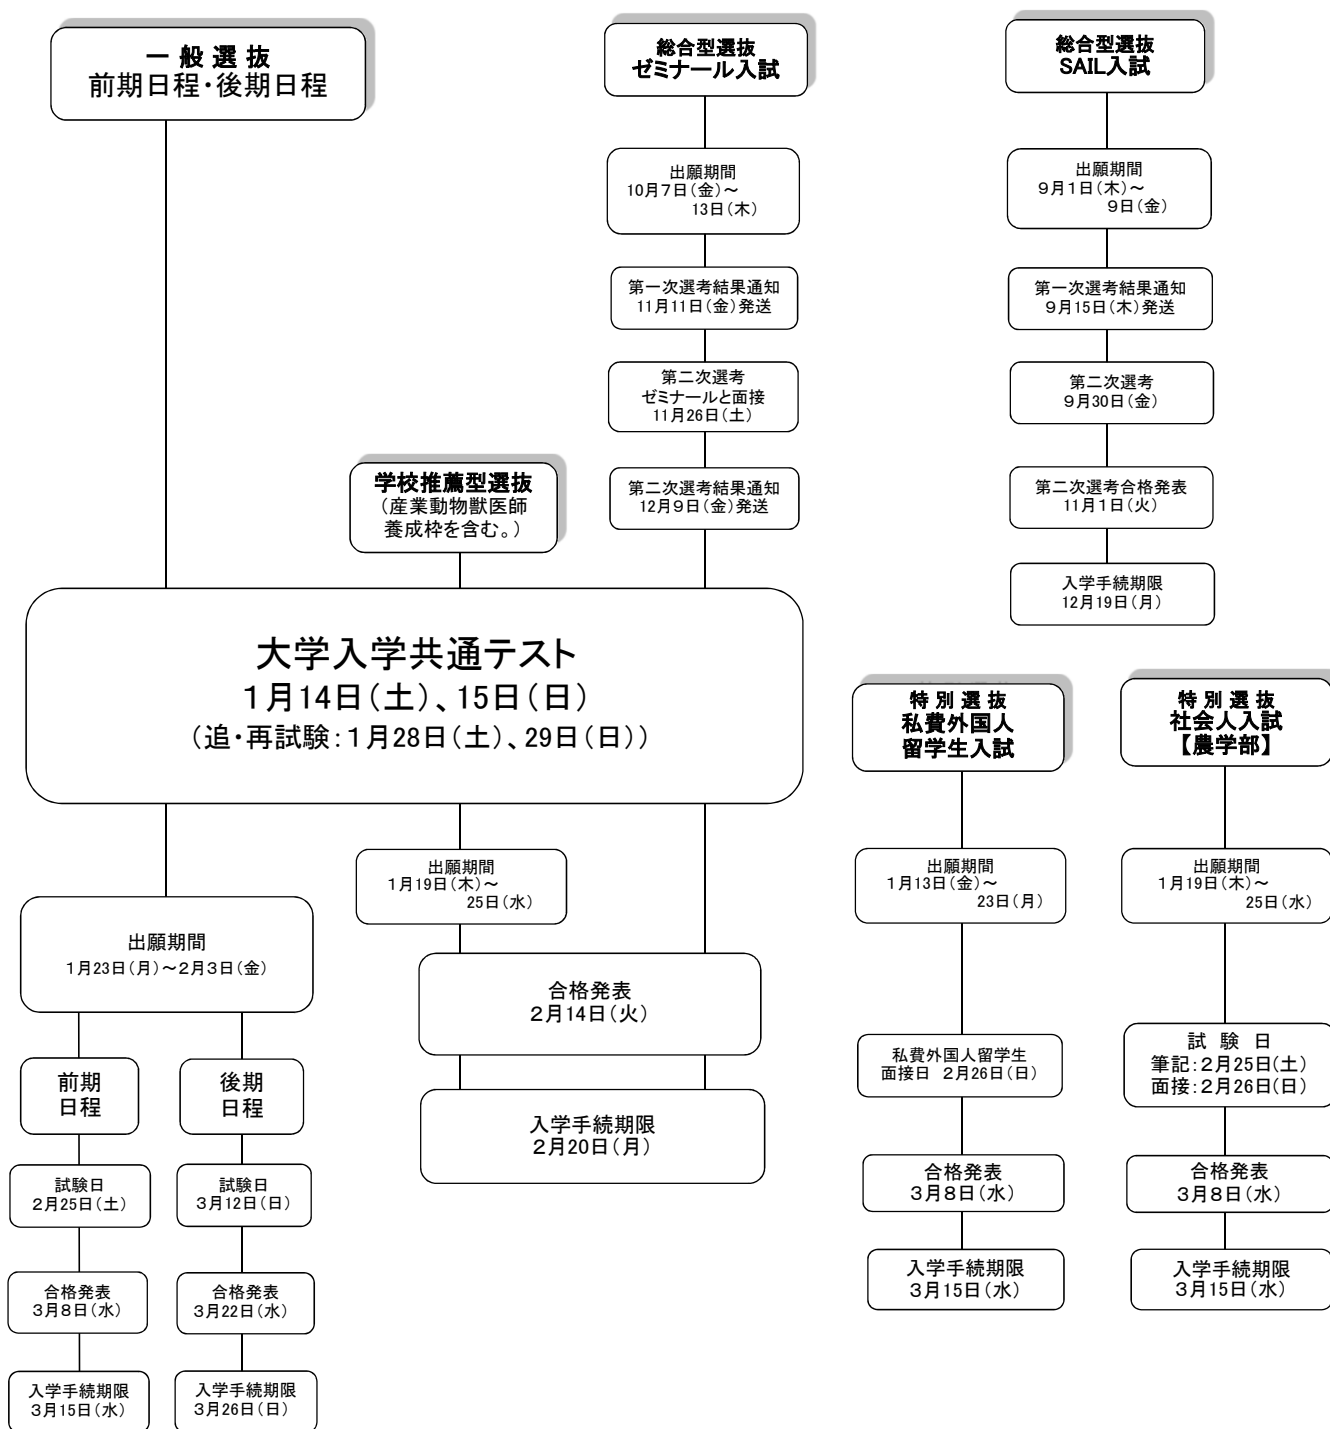 一 般 選 抜
前期日程・後期日程
総合型選抜
ゼミナール入試
出願期間
10月7日(金)～
13日(木)
第一次選考結果通知
11月11日(金)発送
第二次選考
ゼミナールと面接
11月26日(土)
第二次選考結果通知
12月9日(金)発送
総合型選抜
SAIL入試
出願期間
9月1日(木)～
9日(金)
第一次選考結果通知
9月15日(木)発送
第二次選考
9月30日(金)
第二次選考合格発表
11月1日(火)
入学手続期限
12月19日(月)
学校推薦型選抜
(産業動物獣医師
養成枠を含む。)
大学入学共通テスト
1月14日(土)、15日(日)
(追・再試験：1月28日(土)、29日(日))
出願期間
1月23日(月)～2月3日(金)
前期
日程
試験日
2月25日(土)
合格発表
3月8日(水)
入学手続期限
3月15日(水)
後期
日程
試験日
3月12日(日)
合格発表
3月22日(水)
入学手続期限
3月26日(日)
出願期間
1月19日(木)～
25日(水)
合格発表
2月14日(火)
入学手続期限
2月20日(月)
特 別 選 抜
私費外国人
留学生入試
出願期間
1月13日(金)～
23日(月)
私費外国人留学生
面接日 2月26日(日)
合格発表
3月8日(水)
入学手続期限
3月15日(水)
特 別 選 抜
社会人入試
【農学部】
出願期間
1月19日(木)～
25日(水)
試 験 日
筆記：2月25日(土)
面接：2月26日(日)
合格発表
3月8日(水)
入学手続期限
3月15日(水)